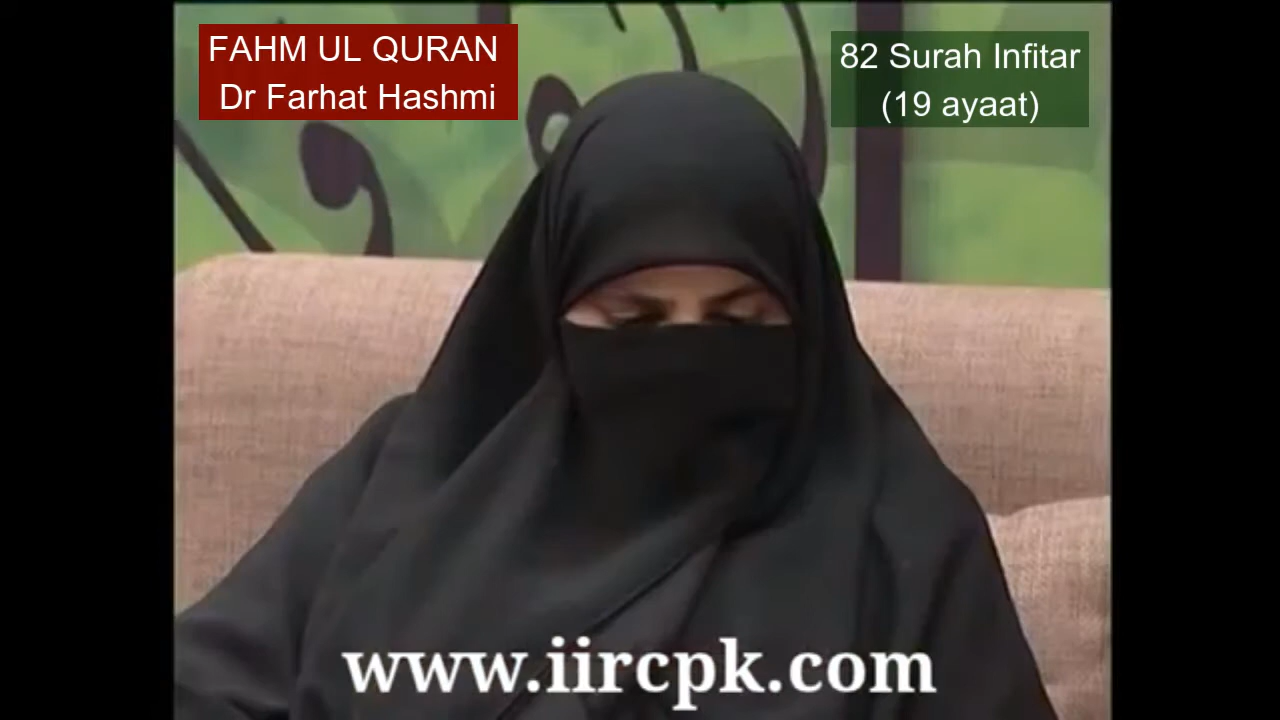 FAHM UL QURAN
Dr Farhat Hashmi
82 Surah Infitar
(19 ayaat)
www.iircpk.com